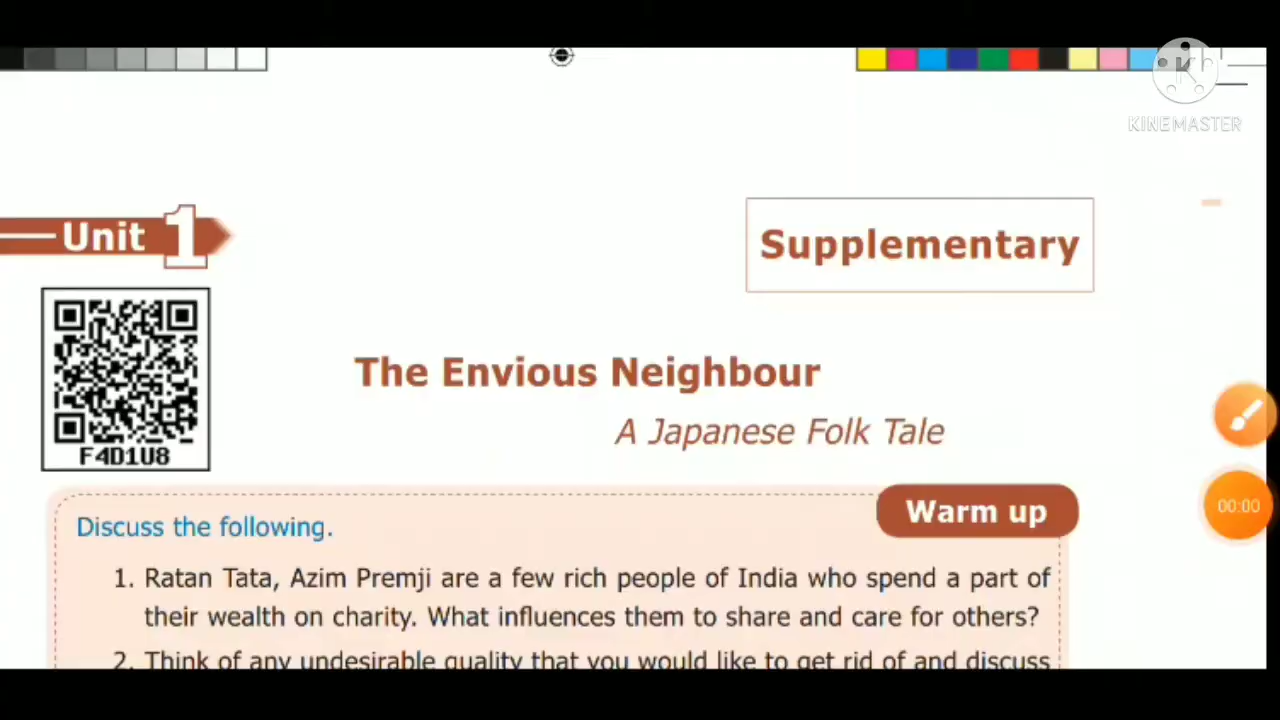 KINEMASTER
Unit 1
Supplementary
The Envious Neighbour
A Japanese Folk Tale
F4D1U8
Warm up
Discuss the following.
1. Ratan Tata, Azim Premji are a few rich people of India who spend a part of
their wealth on charity. What influences them to share and care for others?
2. Think of any undesirable quality that you would like to get rid of and discuss
00:00